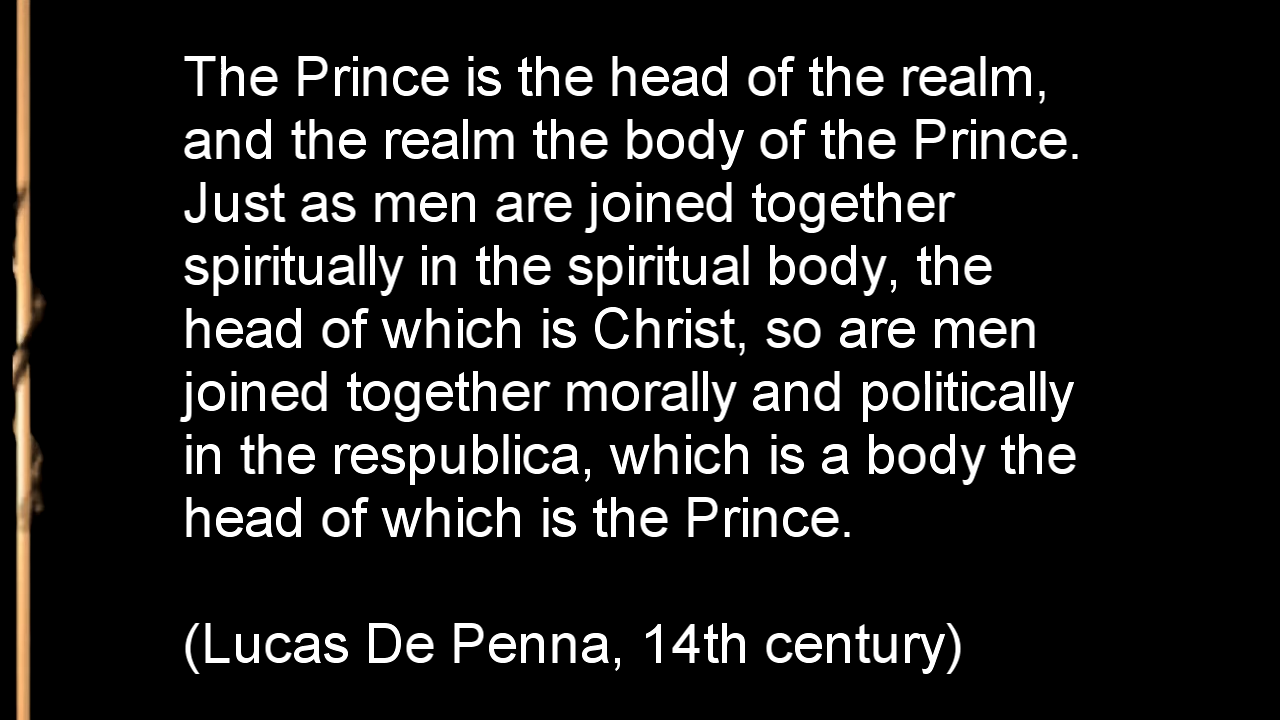 The Prince is the head of the realm,
and the realm the body of the Prince.
Just as men are joined together
spiritually in the spiritual body, the
head of which is Christ, so are men
joined together morally and politically
in the respublica, which is a body the
head of which is the Prince.
(Lucas De Penna, 14th century)